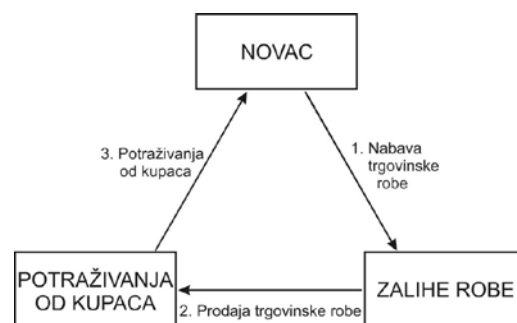 NOVAC
3. Potraživanja
od kupaca
1. Nabava
trgovinske
robe
POTRAŽIVANJA
OD KUPACA
2. Prodaja trgovinske robe
ZALIHE ROBE